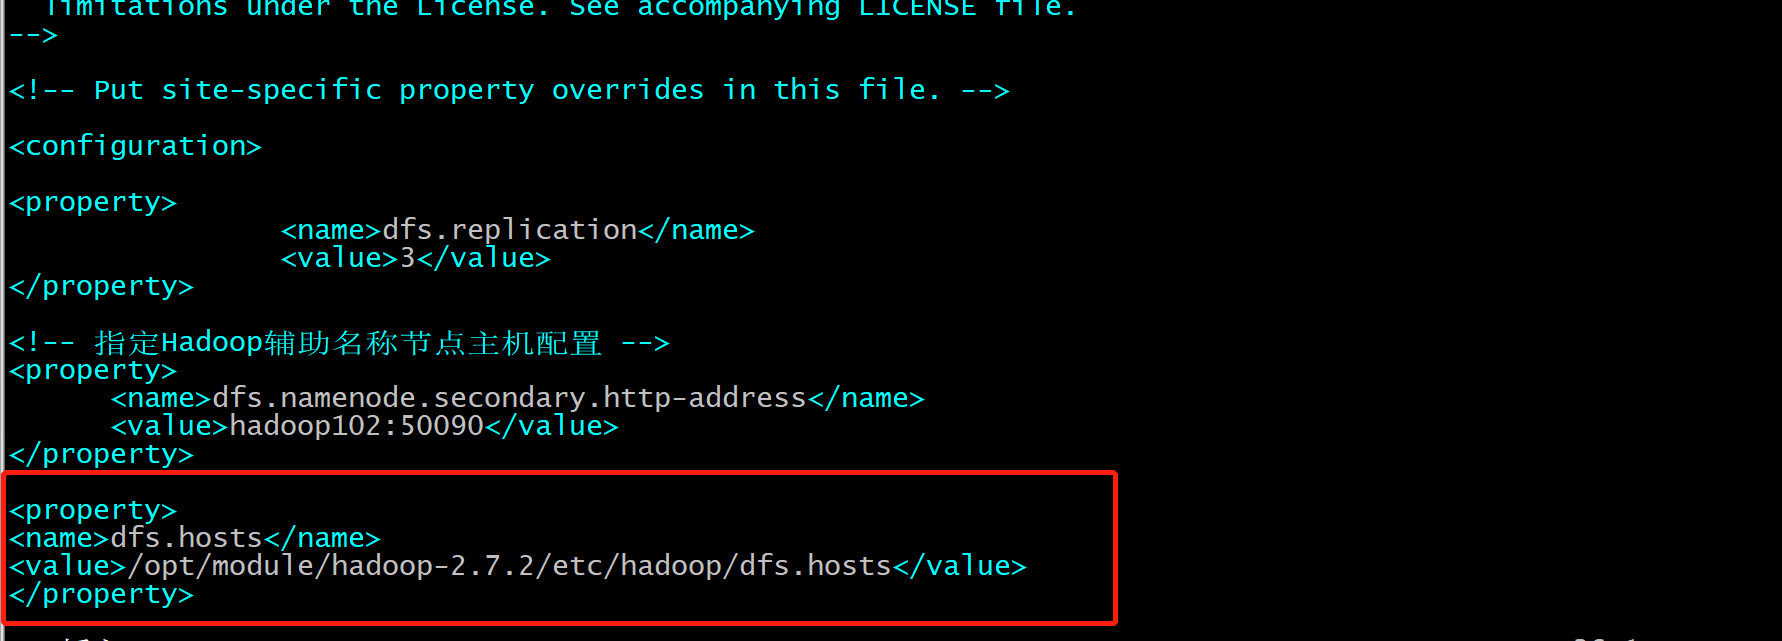 limitations under the License. See accompanying LICENSE file.
-->
<!-- Put site-specific property overrides in this file. -->
<configuration>
<property>
<name>dfs.replication</name>
<value>3</value>
</property>
<!-- 指定Hadoop辅助名称节点主机配置 -->
<property>
<name>dfs.namenode.secondary.http-address</name>
<value>hadoop102:50090</value>
</property>
<property>
<name>dfs.hosts</name>
<value>/opt/module/hadoop-2.7.2/etc/hadoop/dfs.hosts</value>
</property>